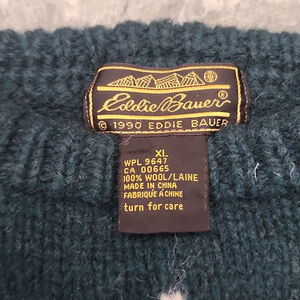 Eddie Bauer®
© 1990 EDDIE BAUER
XL
WPL 9647
CA 00665
100% WOOL/LAINE
MADE IN CHINA
FABRIQUÉ À CHINE
turn for care